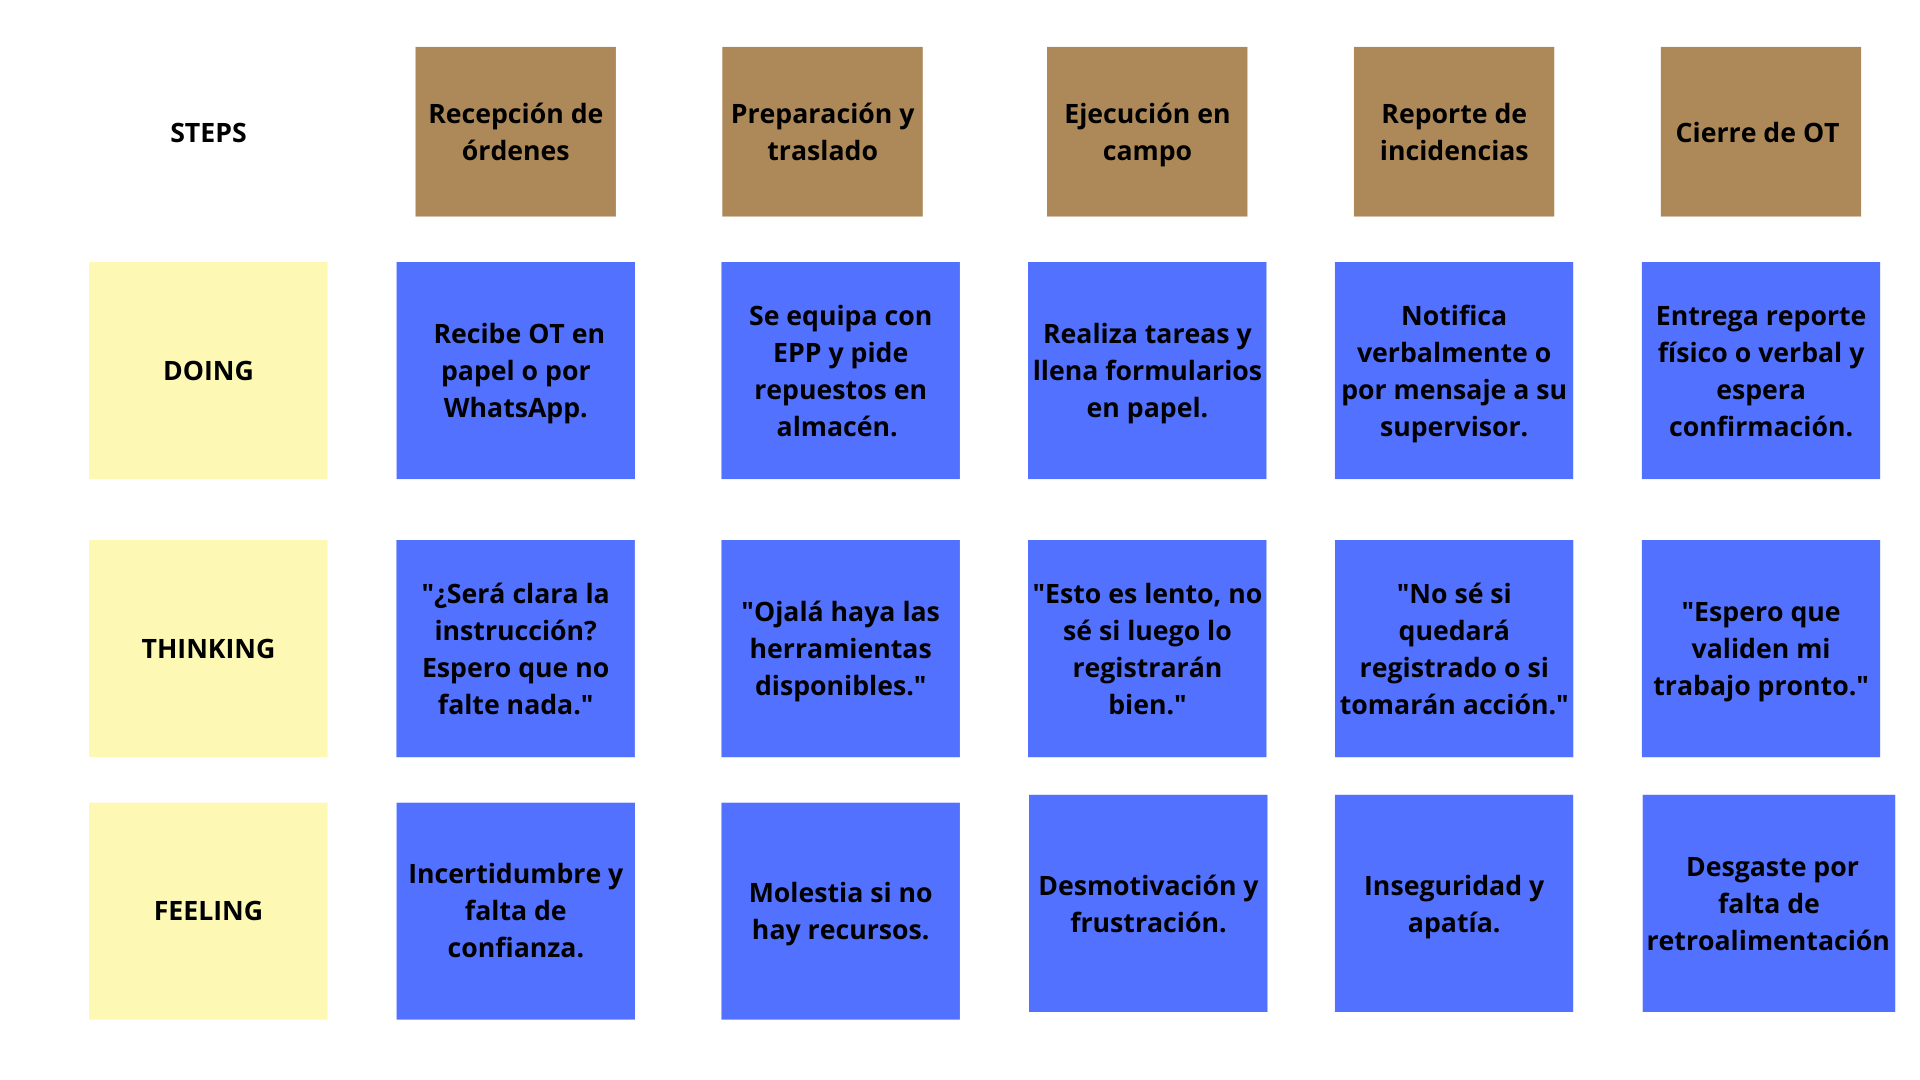 STEPS
Recepción de
órdenes
Preparación y
traslado
Ejecución en
campo
Reporte de
incidencias
Cierre de OT
DOING
Recibe OT en
papel o por
WhatsApp.
Se equipa con
EPP y pide
repuestos en
almacén.
Realiza tareas y
llena formularios
en papel.
Notifica
verbalmente o
por mensaje a su
supervisor.
Entrega reporte
físico o verbal y
espera
confirmación.
THINKING
"¿Será clara la
instrucción?
Espero que no
falte nada."
"Ojalá haya las
herramientas
disponibles."
"Esto es lento, no
sé si luego lo
registrarán
bien."
"No sé si
quedará
registrado o si
tomarán acción."
"Espero que
validen mi
trabajo pronto."
FEELING
Incertidumbre y
falta de
confianza.
Molestia si no
hay recursos.
Desmotivación y
frustración.
Inseguridad y
apatía.
Desgaste por
falta de
retroalimentación